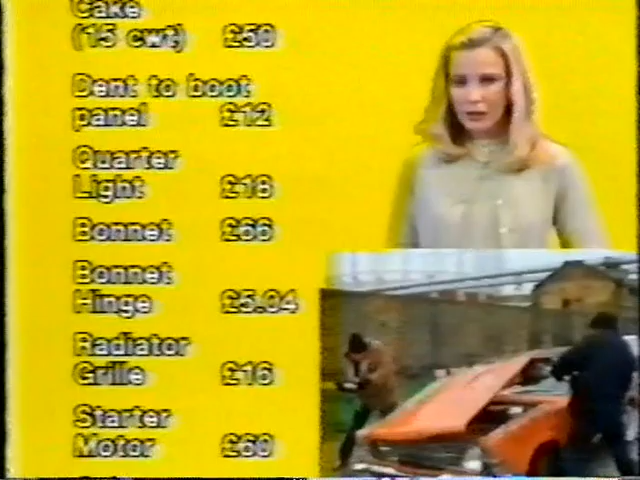 Cake
(15 cwt) £50
Dent to boot
panel £12
Quarter
Light £18
Bonnet £66
Bonnet
Hinge £5.04
Radiator
Grille £16
Starter
Motor £60